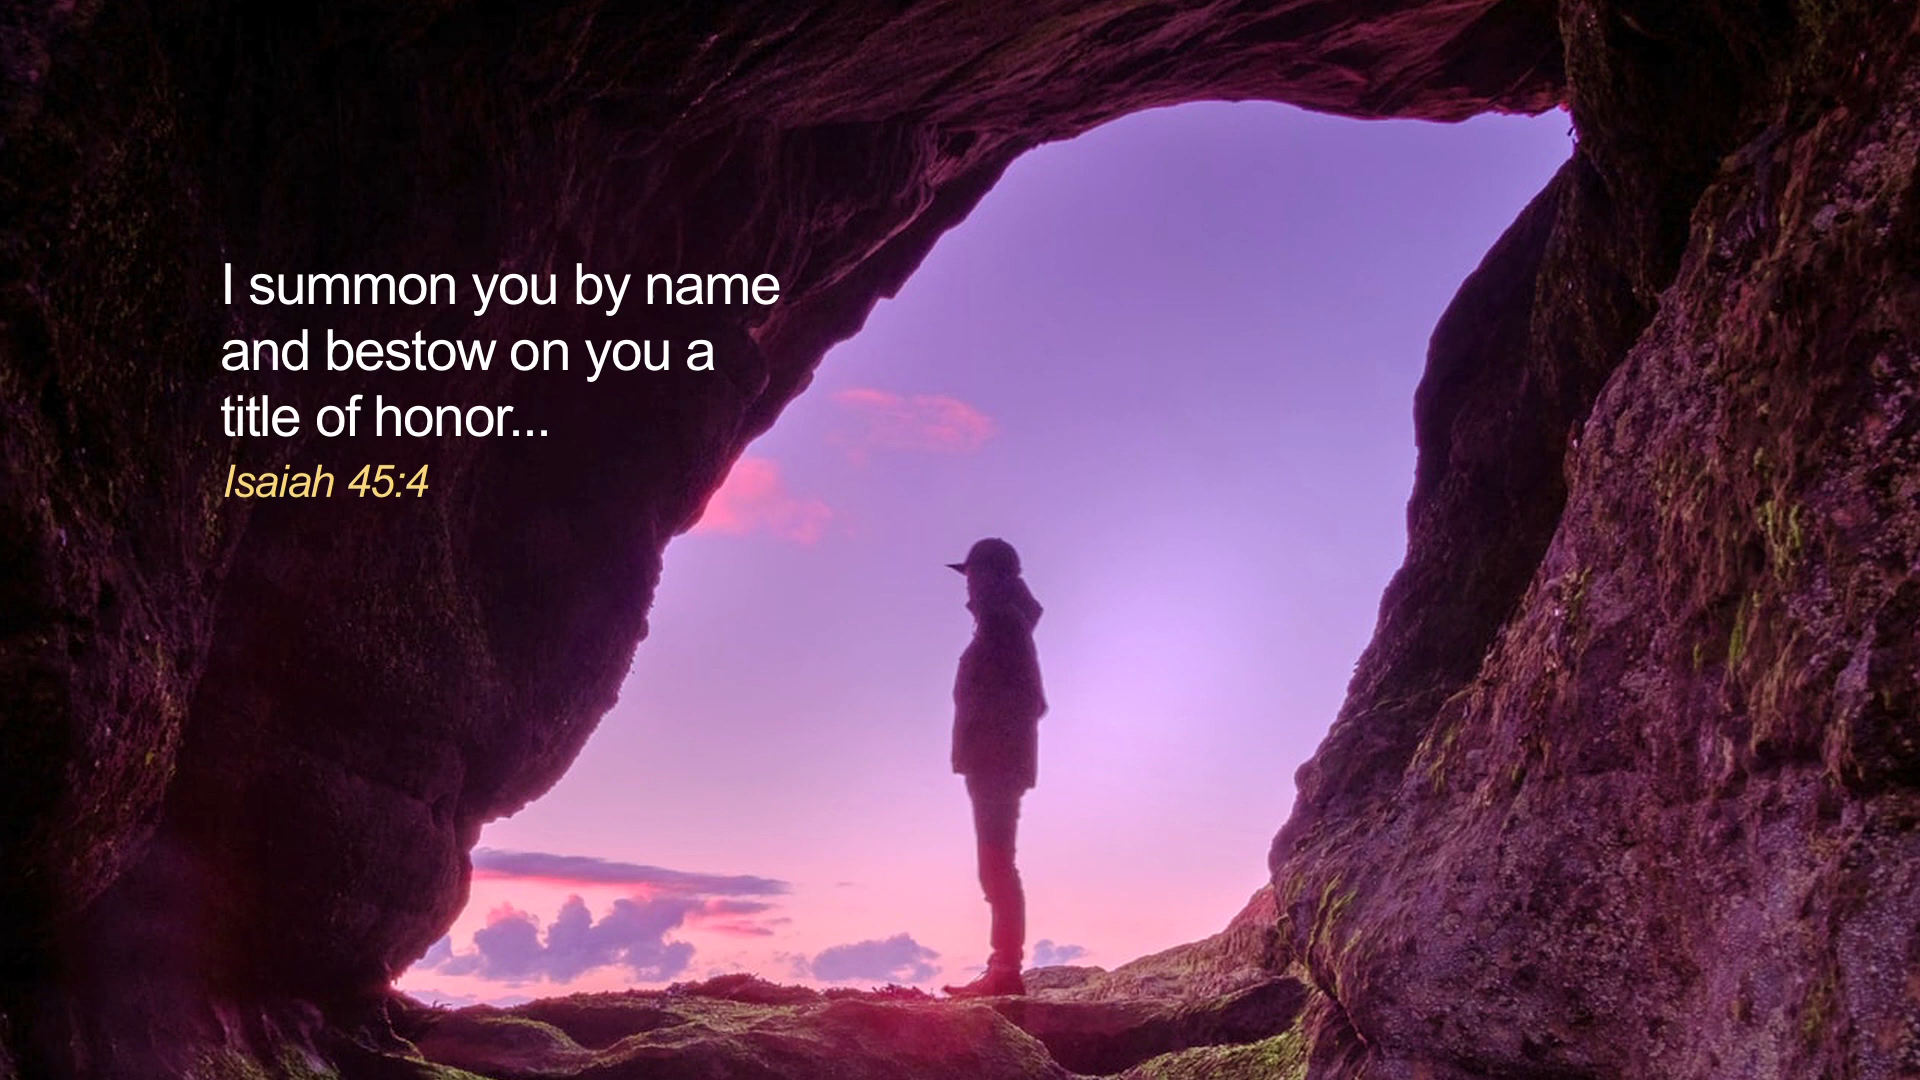 I summon you by name
and bestow on you a
title of honor...
Isaiah 45:4